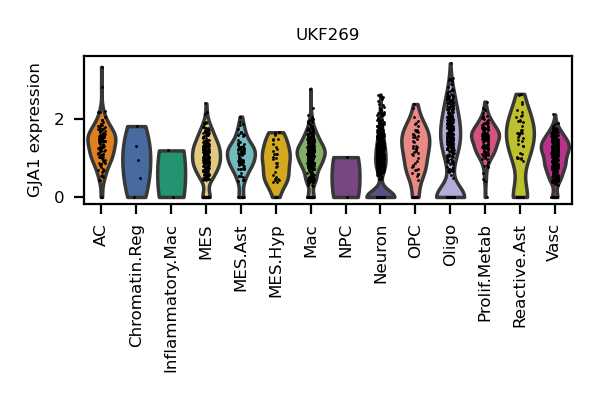 UKF269
GJA1 expression
2
0
AC
Chromatin.Reg
Inflammatory.Mac
MES
MES.Ast
MES.Hyp
Mac
NPC
Neuron
OPC
Oligo
Prolif.Metab
Reactive.Ast
Vasc